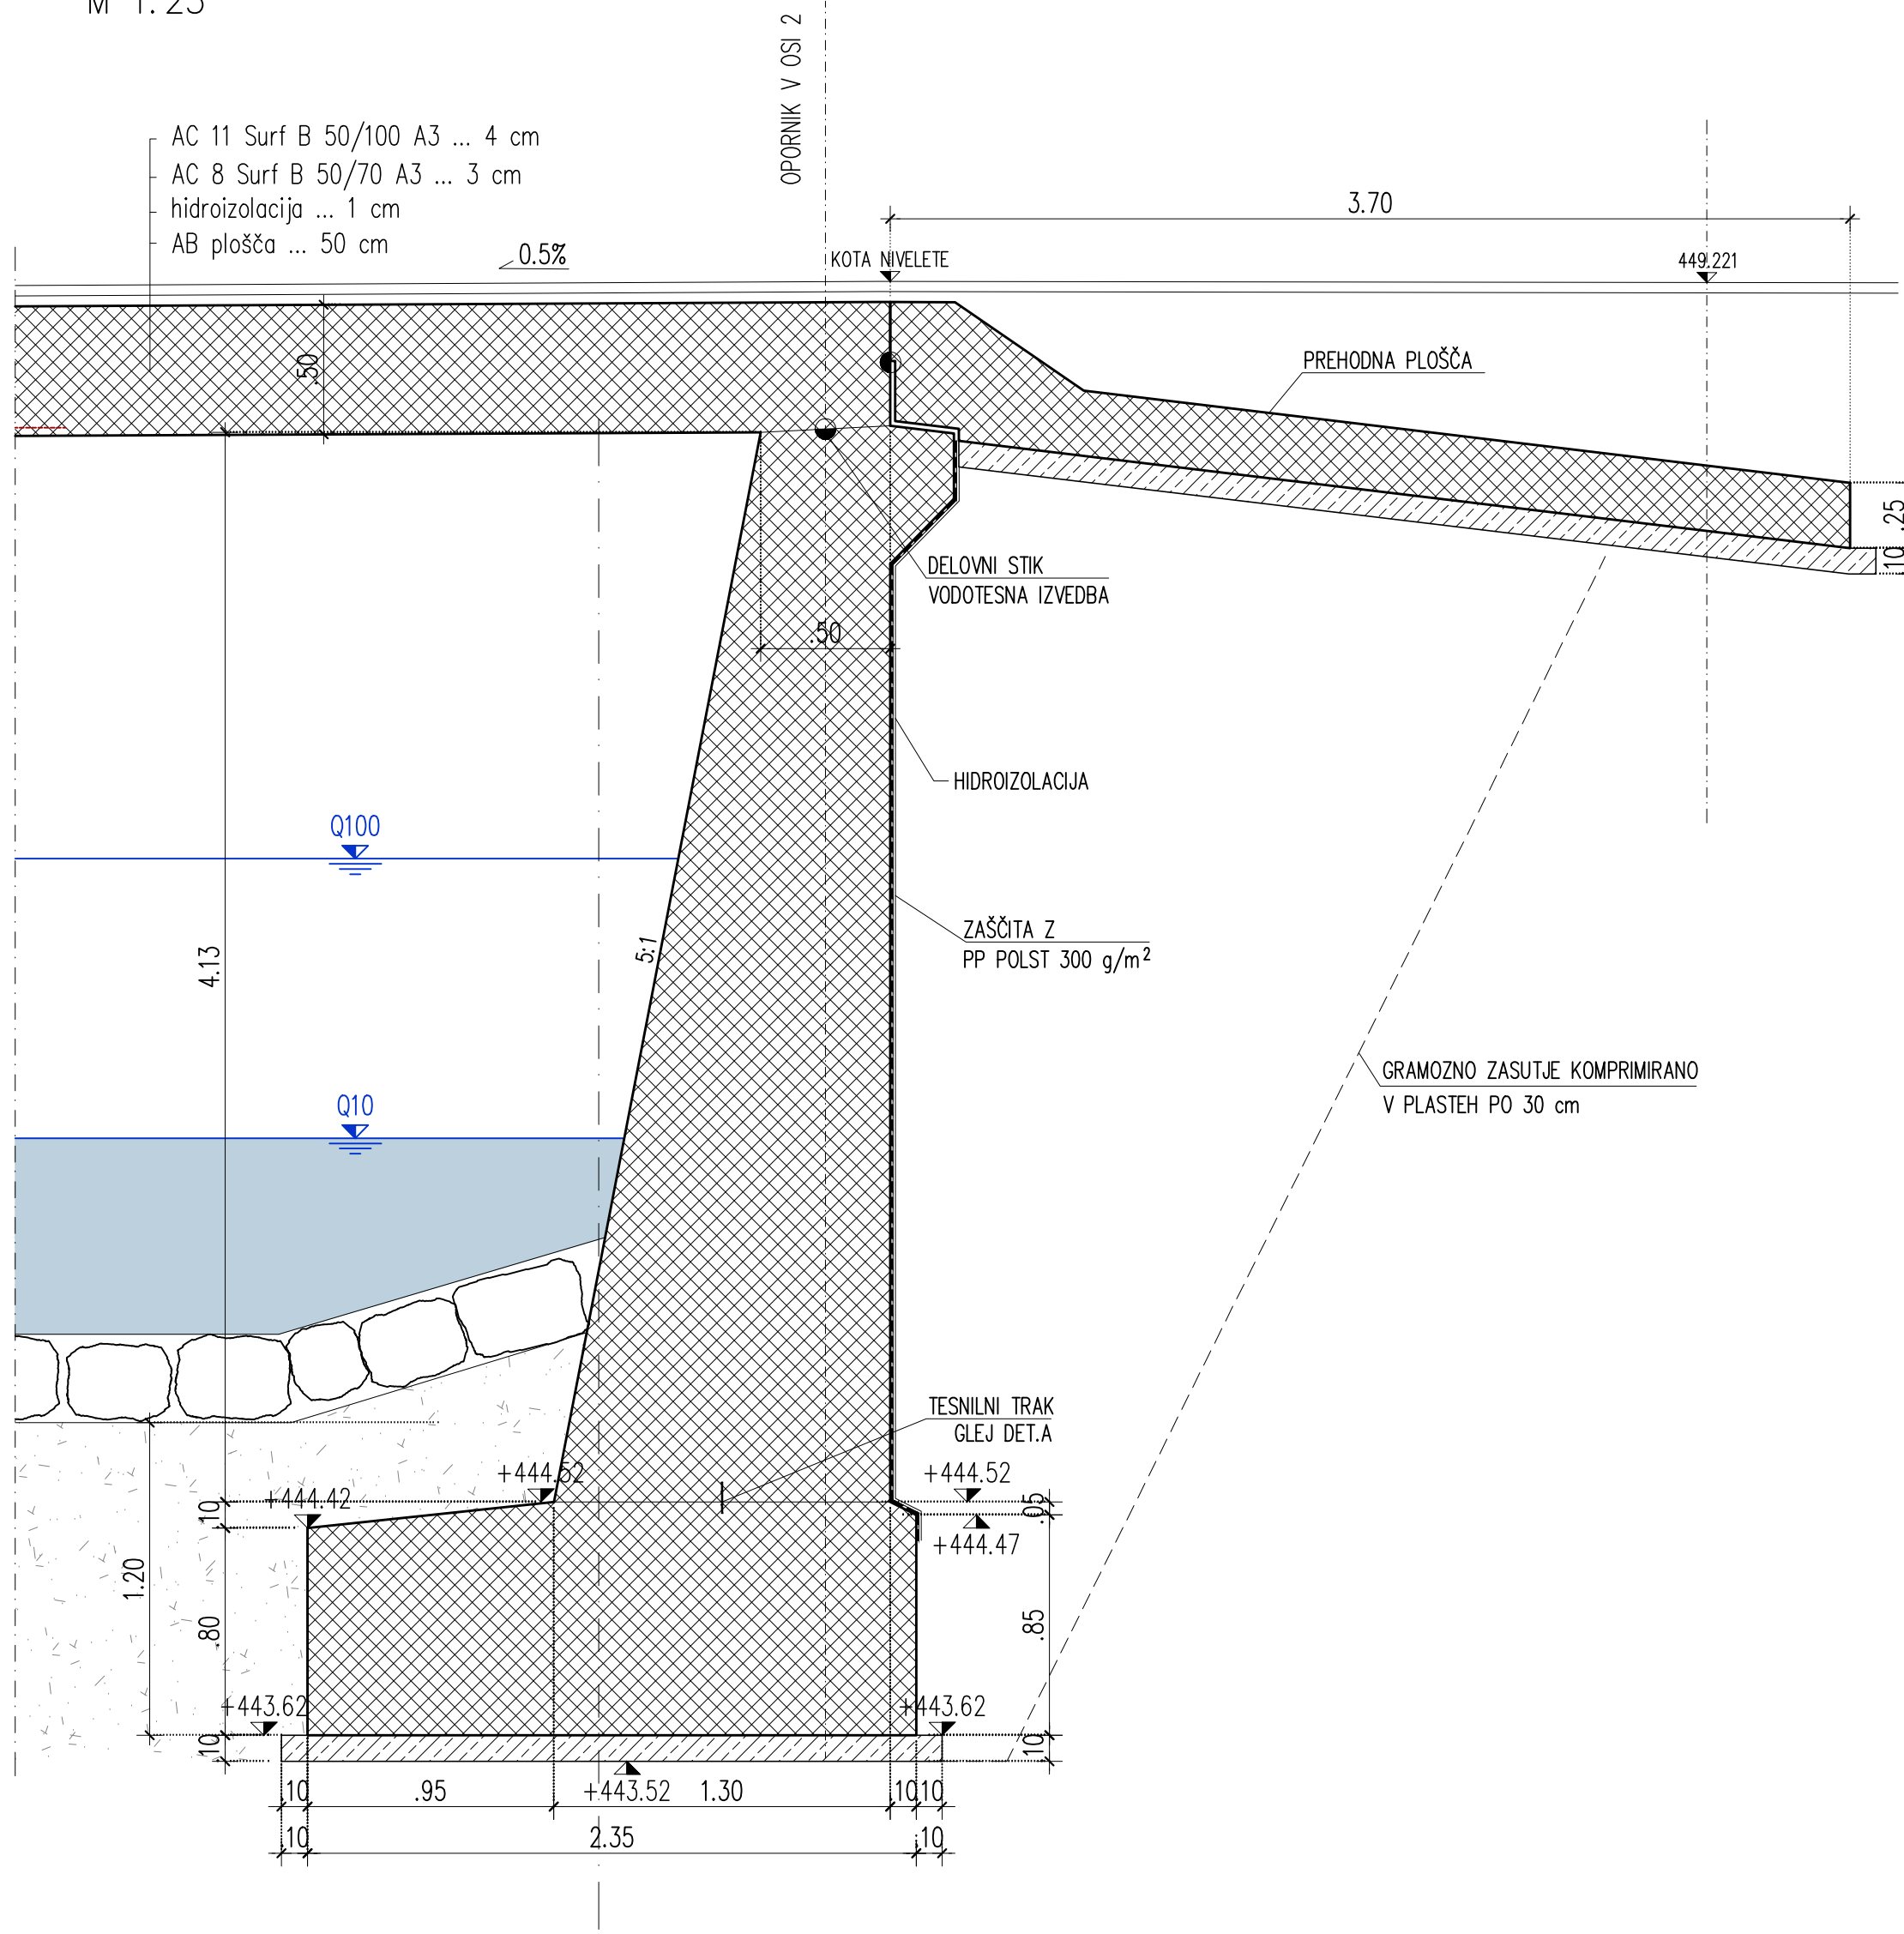 M 1:25
OPORNIK V OSI 2
AC 11 Surf B 50/100 A3 ... 4 cm
AC 8 Surf B 50/70 A3 ... 3 cm
hidroizolacija ... 1 cm
AB plošča ... 50 cm
0.5%
3.70
KOTA NIVELETE
449.221
.50
PREHODNA PLOŠČA
.25
.10
DELOVNI STIK
VODOTESNA IZVEDBA
.50
HIDROIZOLACIJA
Q100
4.13
5:1
ZAŠČITA Z
PP POLST 300 g/m²
Q10
GRAMOZNO ZASUTJE KOMPRIMIRANO
V PLASTEH PO 30 cm
TESNILNI TRAK
GLEJ DET.A
+444.52
+444.52
+444.42
.10
.05
+444.47
1.20
.80
.85
+443.62
+443.62
.10
.10
.10
.95
+443.52
1.30
.10
.10
.10
2.35
.10